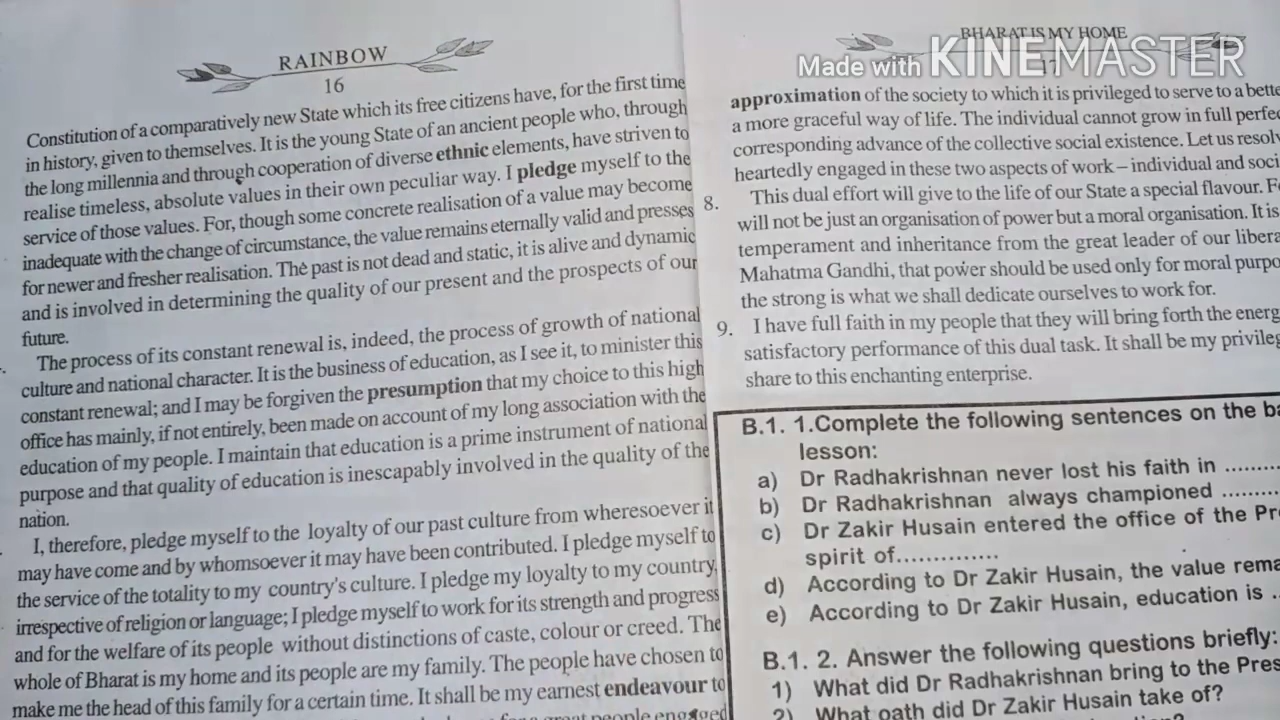 RAINBOW
16
Constitution of a comparatively new State which its free citizens have, for the first time
in history, given to themselves. It is the young State of an ancient people who, through
the long millennia and through cooperation of diverse ethnic elements, have striven to
realise timeless, absolute values in their own peculiar way. I pledge myself to the
service of those values. For, though some concrete realisation of a value may become
inadequate with the change of circumstance, the value remains eternally valid and presses
for newer and fresher realisation. The past is not dead and static, it is alive and dynamic
and is involved in determining the quality of our present and the prospects of our
future.
The process of its constant renewal is, indeed, the process of growth of national
culture and national character. It is the business of education, as I see it, to minister this
constant renewal; and I may be forgiven the presumption that my choice to this high
office has mainly, if not entirely, been made on account of my long association with the
education of my people. I maintain that education is a prime instrument of national
purpose and that quality of education is inescapably involved in the quality of the
nation.
I, therefore, pledge myself to the loyalty of our past culture from wheresoever it
may have come and by whomsoever it may have been contributed. I pledge myself to
the service of the totality to my country's culture. I pledge my loyalty to my country,
irrespective of religion or language; I pledge myself to work for its strength and progress
and for the welfare of its people without distinctions of caste, colour or creed. The
whole of Bharat is my home and its people are my family. The people have chosen to
make me the head of this family for a certain time. It shall be my earnest endeavour to
great people engaged
BHARAT IS MY HOME
17
Made with KINEMASTER
approximation of the society to which it is privileged to serve to a bette
a more graceful way of life. The individual cannot grow in full perfec
corresponding advance of the collective social existence. Let us resolv
heartedly engaged in these two aspects of work – individual and soci
8. This dual effort will give to the life of our State a special flavour. F
will not be just an organisation of power but a moral organisation. It is
temperament and inheritance from the great leader of our libera
Mahatma Gandhi, that power should be used only for moral purpo
the strong is what we shall dedicate ourselves to work for.
9. I have full faith in my people that they will bring forth the energ
satisfactory performance of this dual task. It shall be my privileg
share to this enchanting enterprise.
B.1. 1.Complete the following sentences on the ba
lesson:
a) Dr Radhakrishnan never lost his faith in ..........
b) Dr Radhakrishnan always championed ..........
c) Dr Zakir Husain entered the office of the Pr
spirit of..............
d) According to Dr Zakir Husain, the value rema
e) According to Dr Zakir Husain, education is ..
B.1. 2. Answer the following questions briefly:
1) What did Dr Radhakrishnan bring to the Pres
2) What oath did Dr Zakir Husain take of?